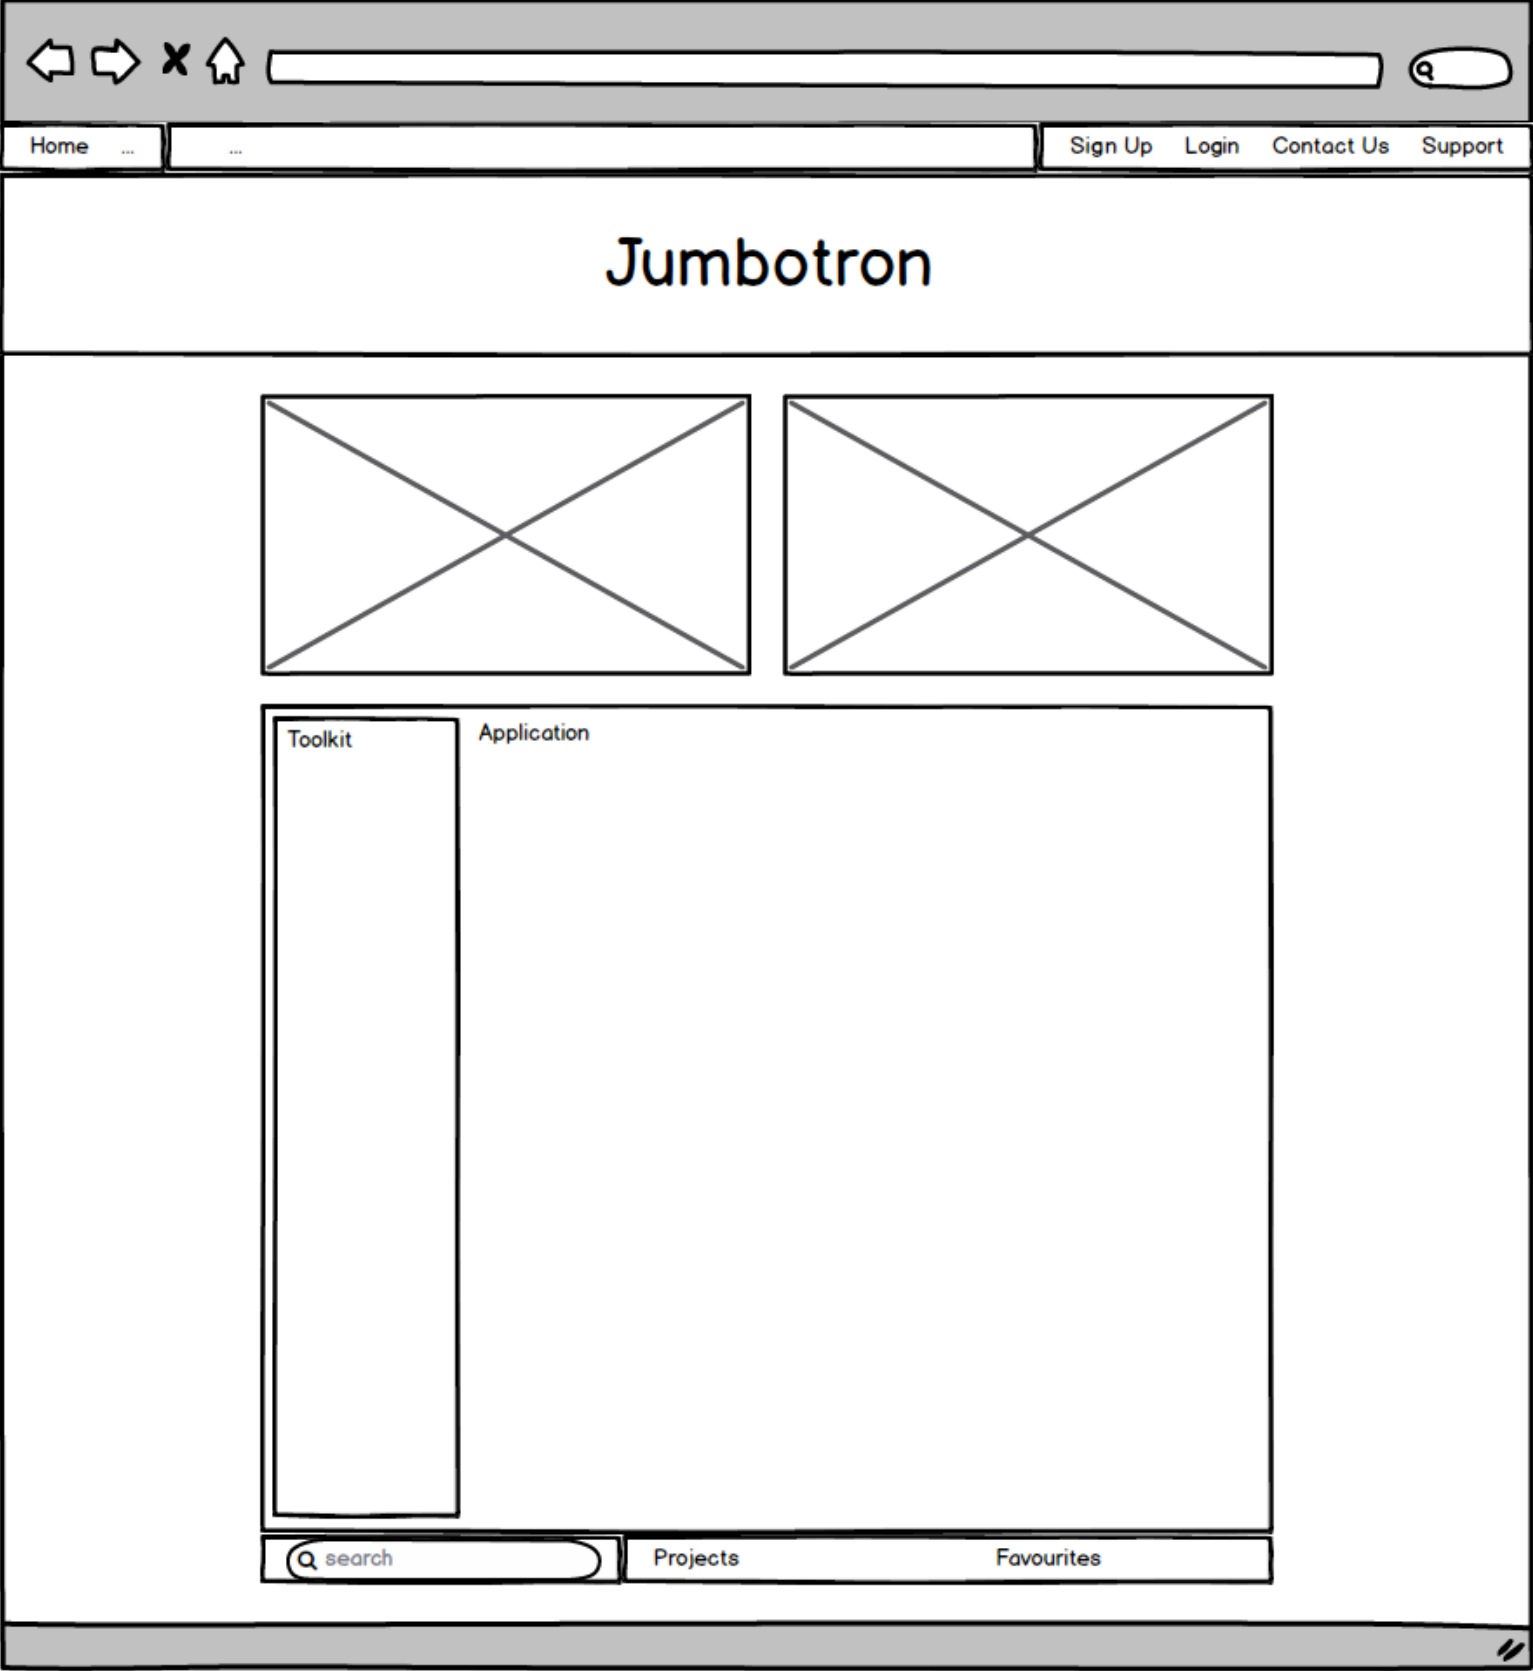 Home ... ... Sign Up Login Contact Us Support
Jumbotron
Toolkit
Application
search Projects Favourites